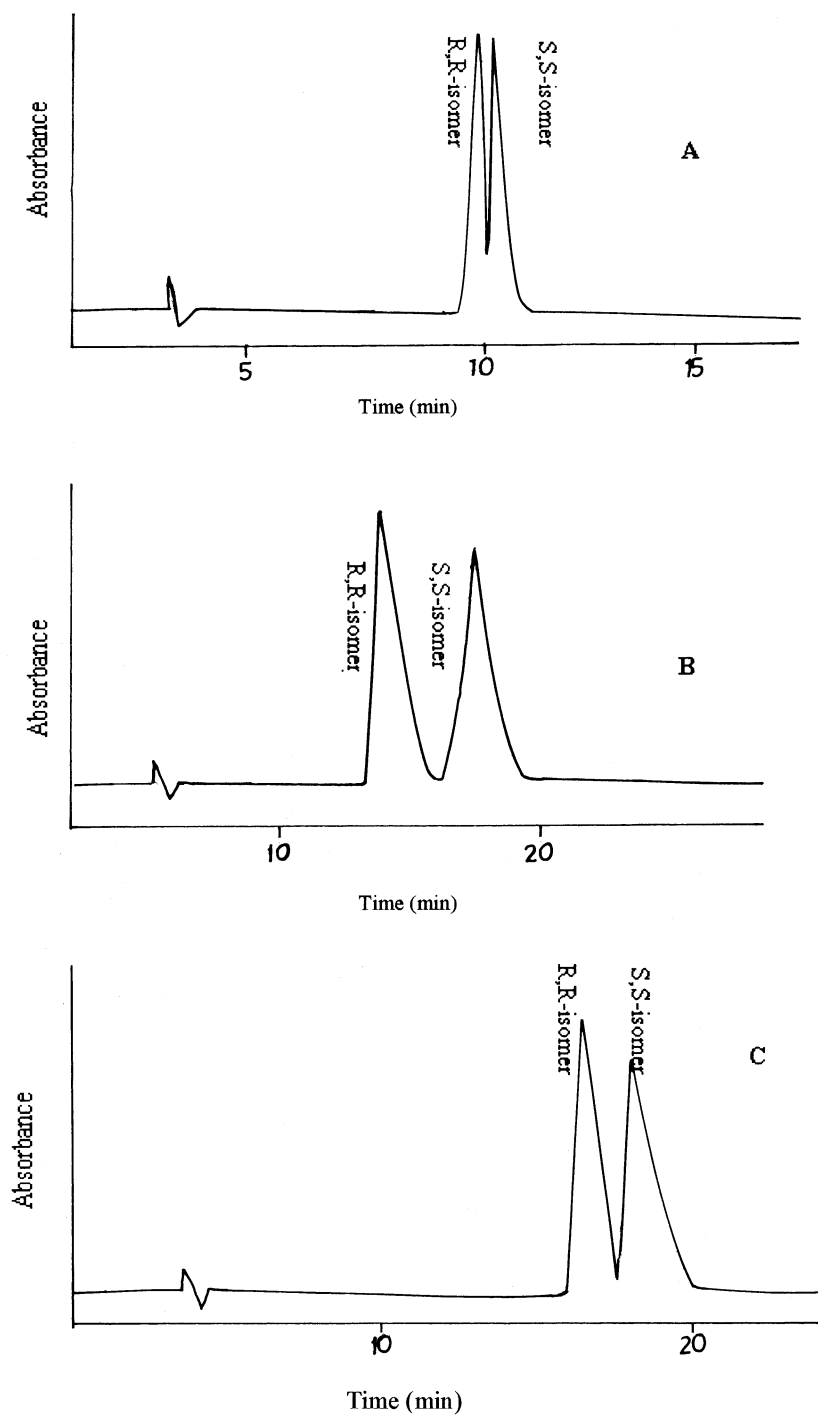 R,R-isomer
S,S-isomer
A
Absorbance
5
10
15
Time (min)
R,R-isomer
S,S-isomer
B
Absorbance
10
20
Time (min)
R,R-isomer
S,S-isomer
C
Absorbance
10
20
Time (min)